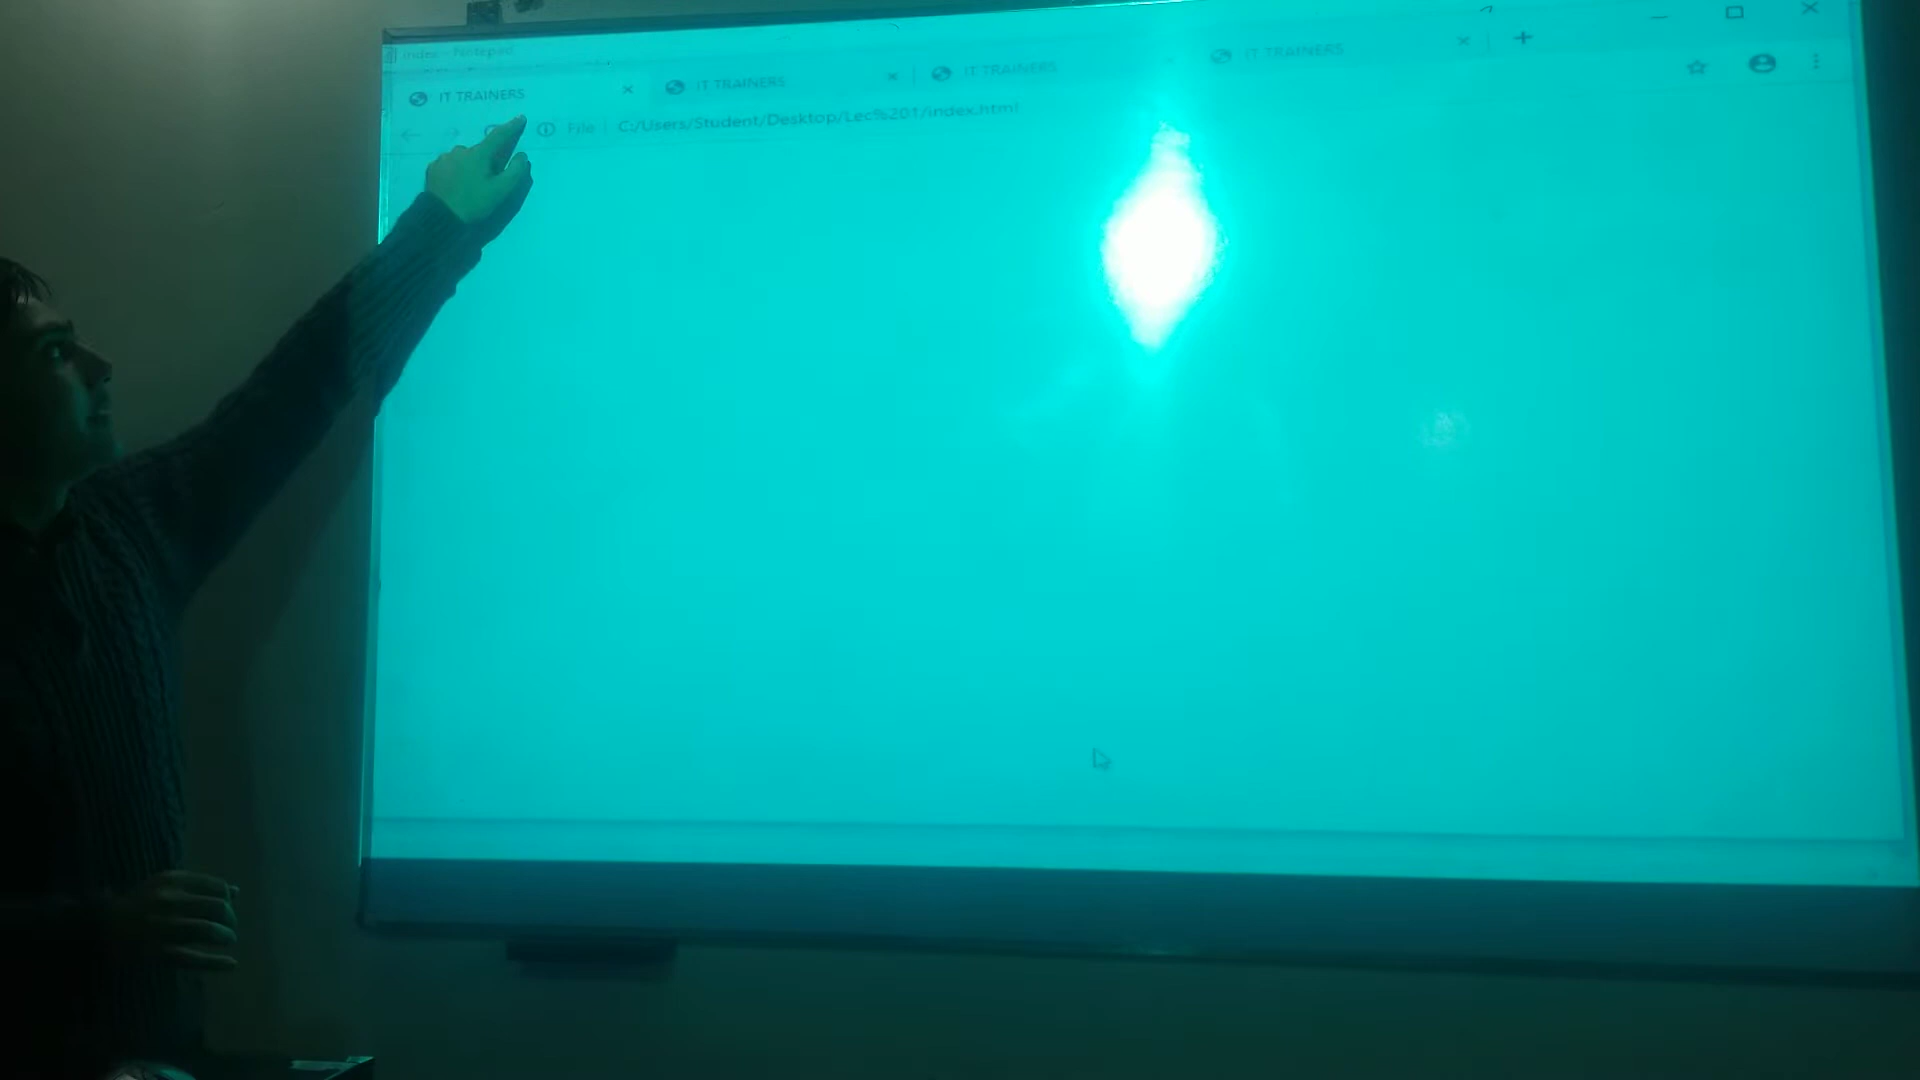 index - Notepad
IT TRAINERS
IT TRAINERS
IT TRAINERS
IT TRAINERS
File C:/Users/Student/Desktop/Lec%201/index.html